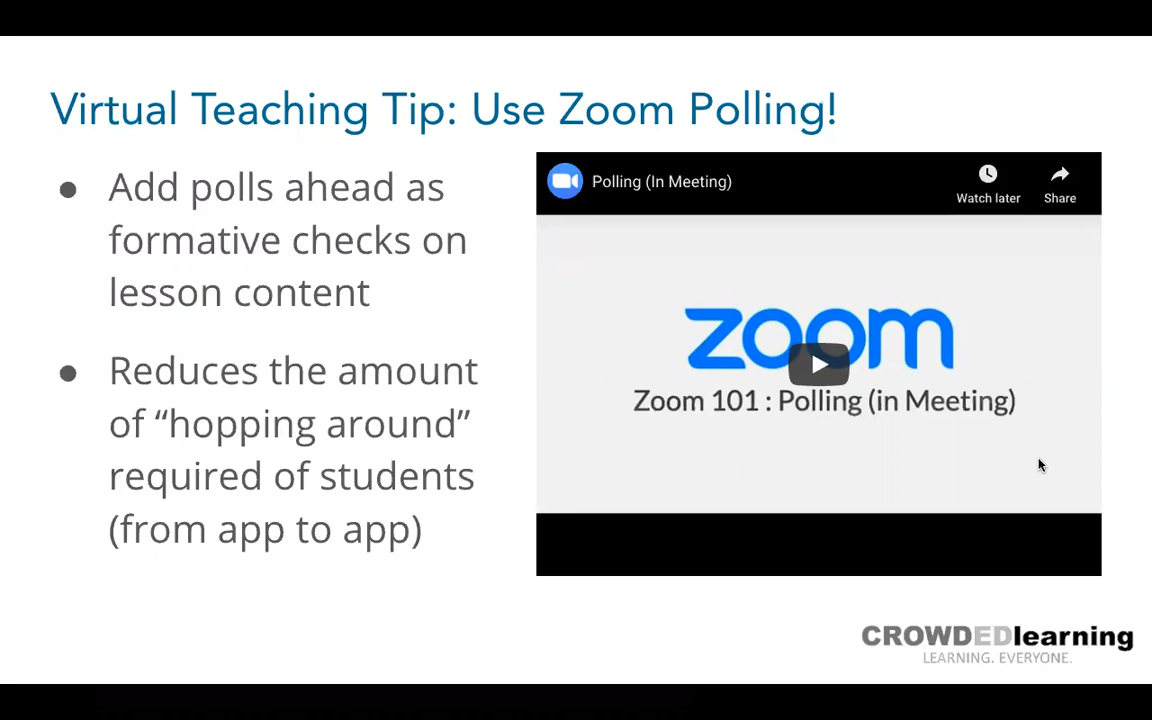 Virtual Teaching Tip: Use Zoom Polling!
● Add polls ahead as
formative checks on
lesson content
● Reduces the amount
of “hopping around”
required of students
(from app to app)
Polling (In Meeting)
Watch later
Share
zoom
Zoom 101 : Polling (in Meeting)
CROWDEDlearning
LEARNING. EVERYONE.